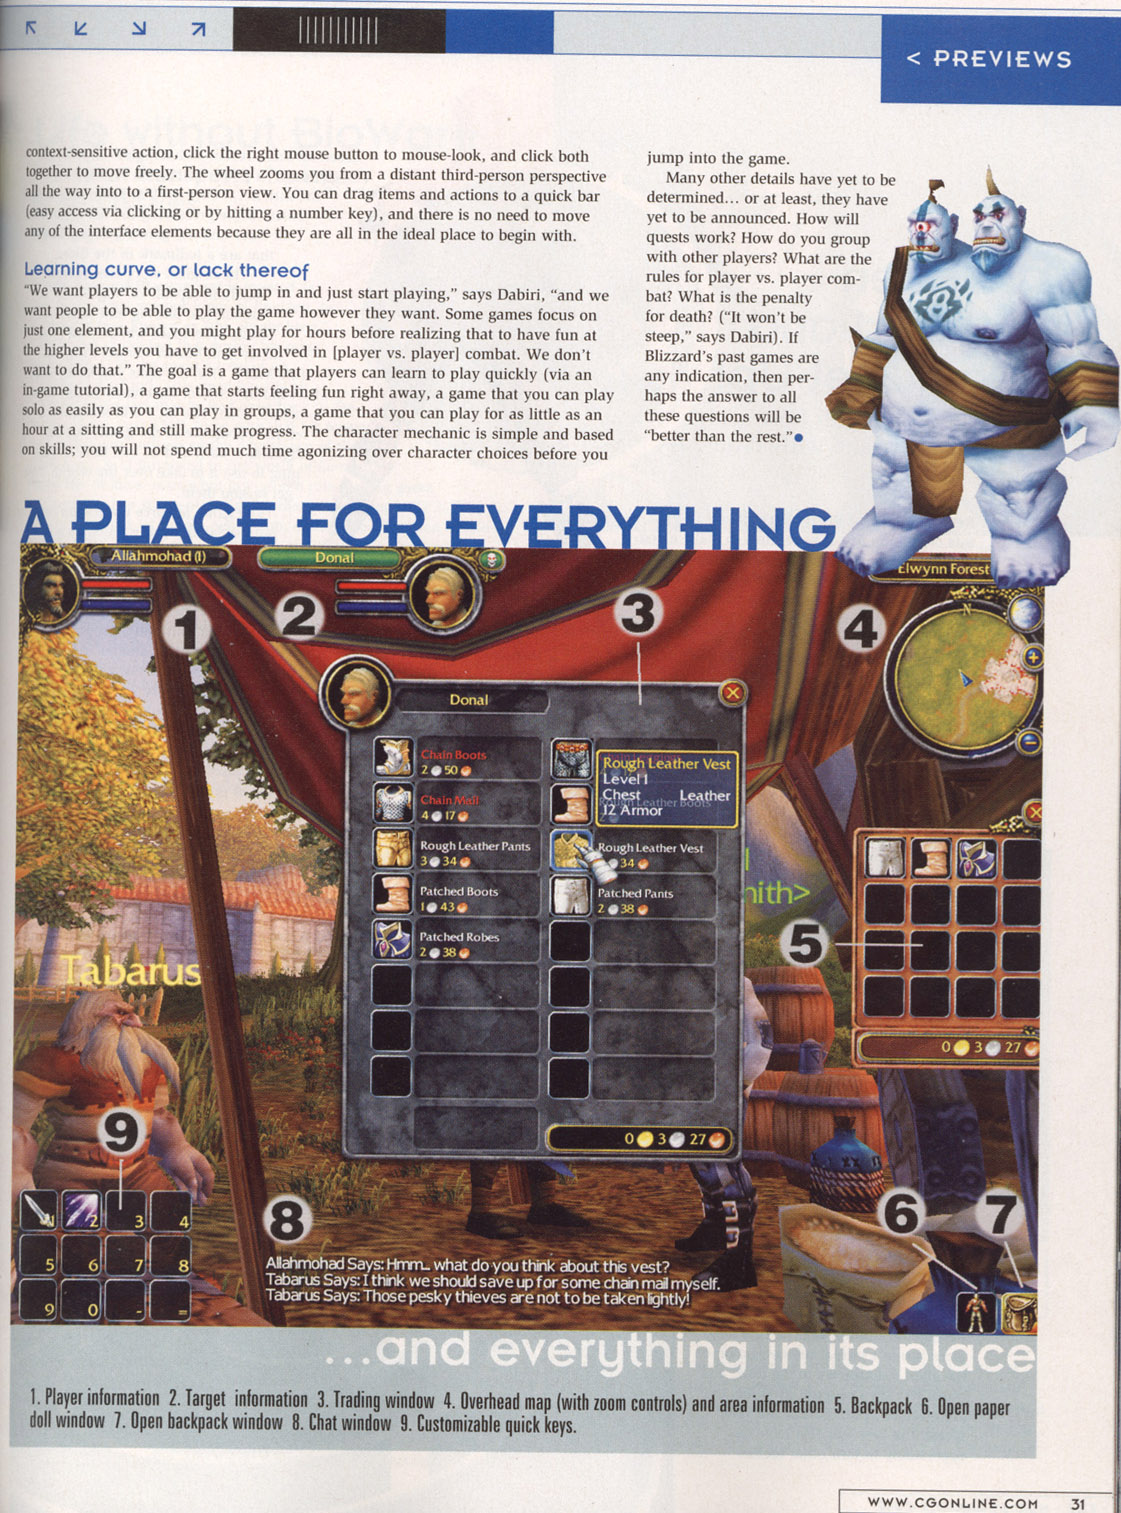 < PREVIEWS
context-sensitive action, click the right mouse button to mouse-look, and click both
together to move freely. The wheel zooms you from a distant third-person perspective
all the way into to a first-person view. You can drag items and actions to a quick bar
(easy access via clicking or by hitting a number key), and there is no need to move
any of the interface elements because they are all in the ideal place to begin with.
Learning curve, or lack thereof
“We want players to be able to jump in and just start playing,” says Dabiri, “and we
want people to be able to play the game however they want. Some games focus on
just one element, and you might play for hours before realizing that to have fun at
the higher levels you have to get involved in [player vs. player] combat. We don’t
want to do that.” The goal is a game that players can learn to play quickly (via an
in-game tutorial), a game that starts feeling fun right away, a game that you can play
solo as easily as you can play in groups, a game that you can play for as little as an
hour at a sitting and still make progress. The character mechanic is simple and based
on skills; you will not spend much time agonizing over character choices before you
jump into the game.
Many other details have yet to be
determined... or at least, they have
yet to be announced. How will
quests work? How do you group
with other players? What are the
rules for player vs. player com-
bat? What is the penalty
for death? (“It won’t be
steep,” says Dabiri). If
Blizzard’s past games are
any indication, then per-
haps the answer to all
these questions will be
“better than the rest.”
A PLACE FOR EVERYTHING
Allahmohad (1)
Donal
Elwynn Forest
N
1
2
3
4
Donal
Chain Boots
2 50
Chain Mail
4 17
Rough Leather Pants
3 34
Patched Boots
1 43
Patched Robes
2 38
Rough Leather Vest
Level 1
Chest Leather
12 Armor
Rough Leather Boots
Rough Leather Vest
34
Patched Pants
2 38
0 3 27
mith>
5
0 3 27
Tabarus
9
1 2 3 4
5 6 7 8
9 0 - =
8
6
7
Allahmohad Says: Hmm... what do you think about this vest?
Tabarus Says: I think we should save up for some chain mail myself.
Tabarus Says: Those pesky thieves are not to be taken lightly!
...and everything in its place
1. Player information 2. Target information 3. Trading window 4. Overhead map (with zoom controls) and area information 5. Backpack 6. Open paper
doll window 7. Open backpack window 8. Chat window 9. Customizable quick keys.
WWW.CGONLINE.COM 31